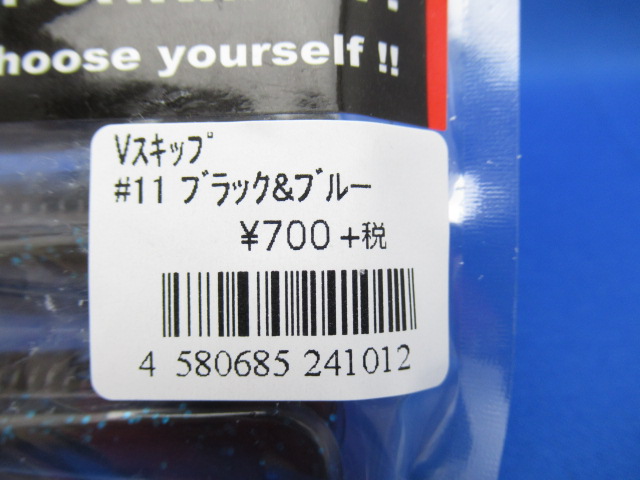 hoose yourself !!
Vｽｷｯﾌﾟ
#11 ﾌﾞﾗｯｸ&ﾌﾞﾙｰ
¥700 +税
4 580685 241012